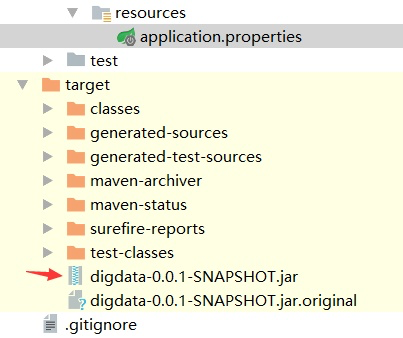 resources
application.properties
test
target
classes
generated-sources
generated-test-sources
maven-archiver
maven-status
surefire-reports
test-classes
digdata-0.0.1-SNAPSHOT.jar
digdata-0.0.1-SNAPSHOT.jar.original
.gitignore